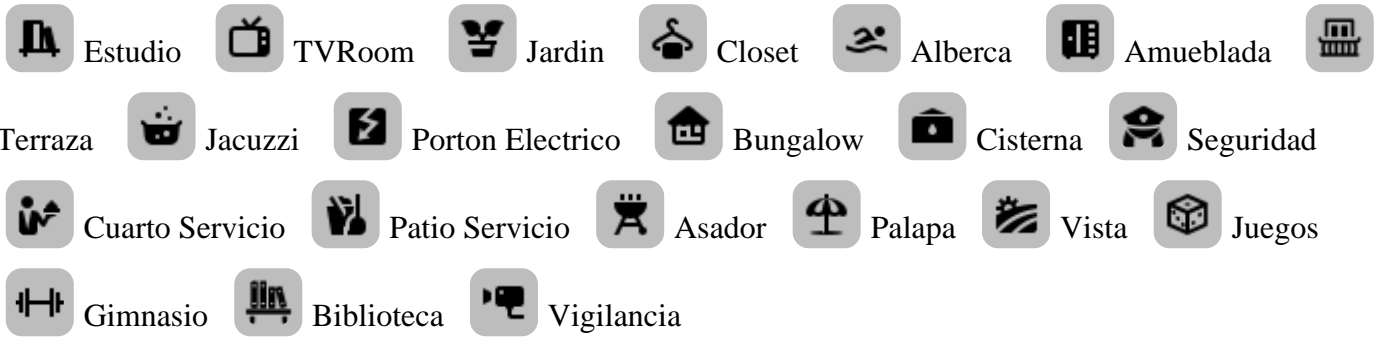 Estudio TVRoom Jardin Closet Alberca Amueblada
Terraza Jacuzzi Porton Electrico Bungalow Cisterna Seguridad
Cuarto Servicio Patio Servicio Asador Palapa Vista Juegos
Gimnasio Biblioteca Vigilancia